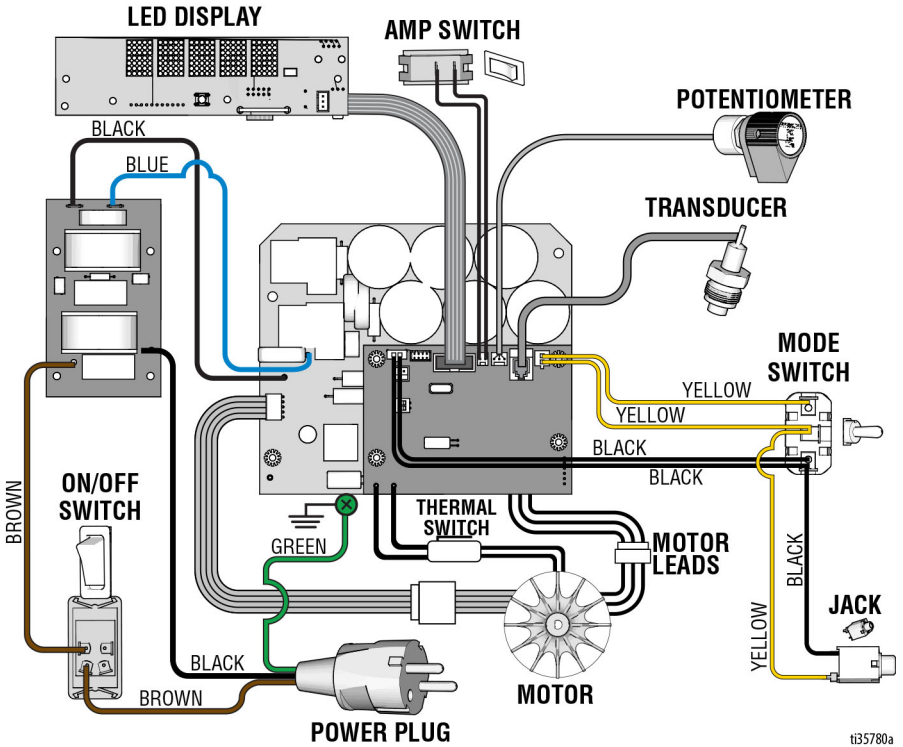 LED DISPLAY
AMP SWITCH
POTENTIOMETER
BLACK
BLUE
TRANSDUCER
MODE
SWITCH
YELLOW
YELLOW
BLACK
BLACK
ON/OFF
SWITCH
BROWN
THERMAL
SWITCH
GREEN
MOTOR
LEADS
BLACK
YELLOW
JACK
BLACK
BROWN
MOTOR
POWER PLUG
ti35780a